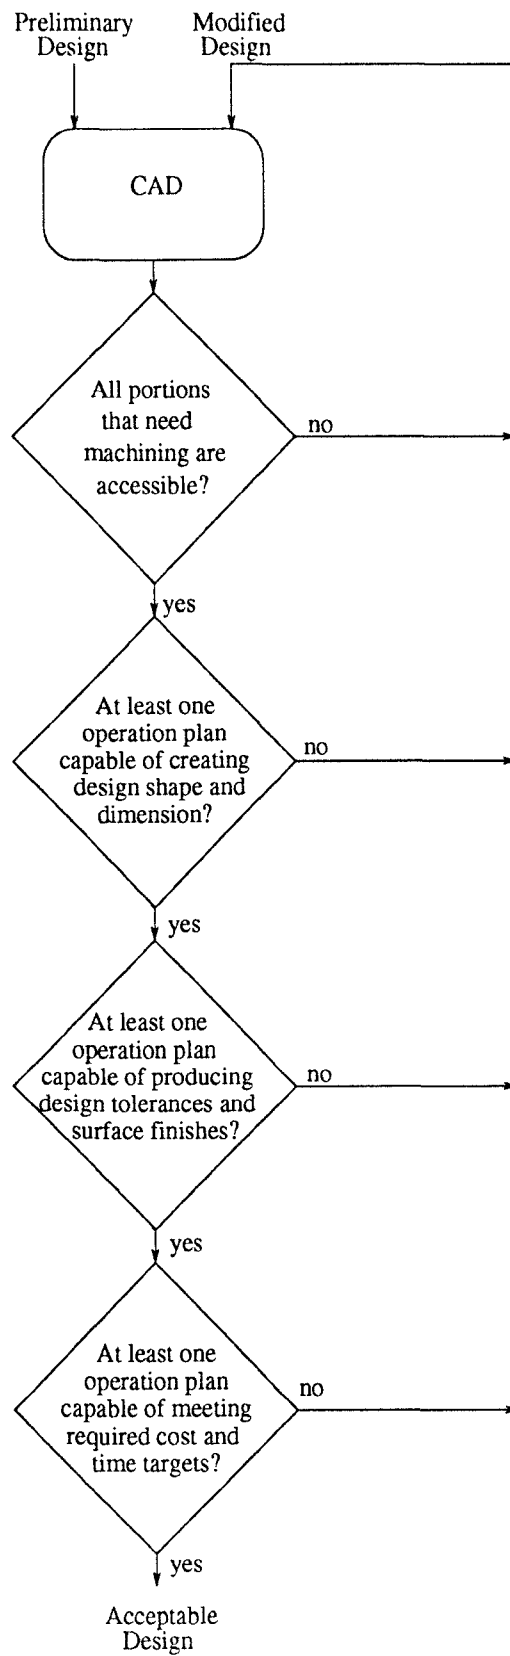 Preliminary
Design
Modified
Design
CAD
All portions
that need
machining are
accessible?
no
yes
At least one
operation plan
capable of creating
design shape and
dimension?
no
yes
At least one
operation plan
capable of producing
design tolerances and
surface finishes?
no
yes
At least one
operation plan
capable of meeting
required cost and
time targets?
no
yes
Acceptable
Design